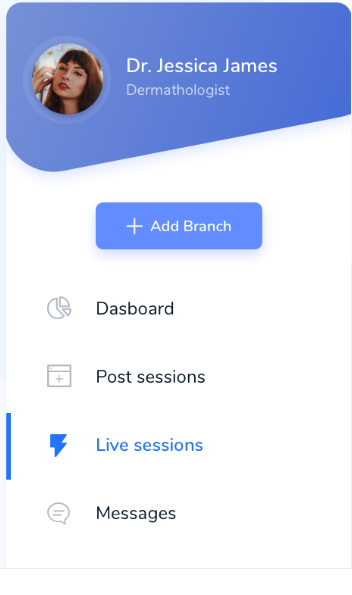 Dr. Jessica James
Dermathologist
Add Branch
Dasboard
Post sessions
Live sessions
Messages